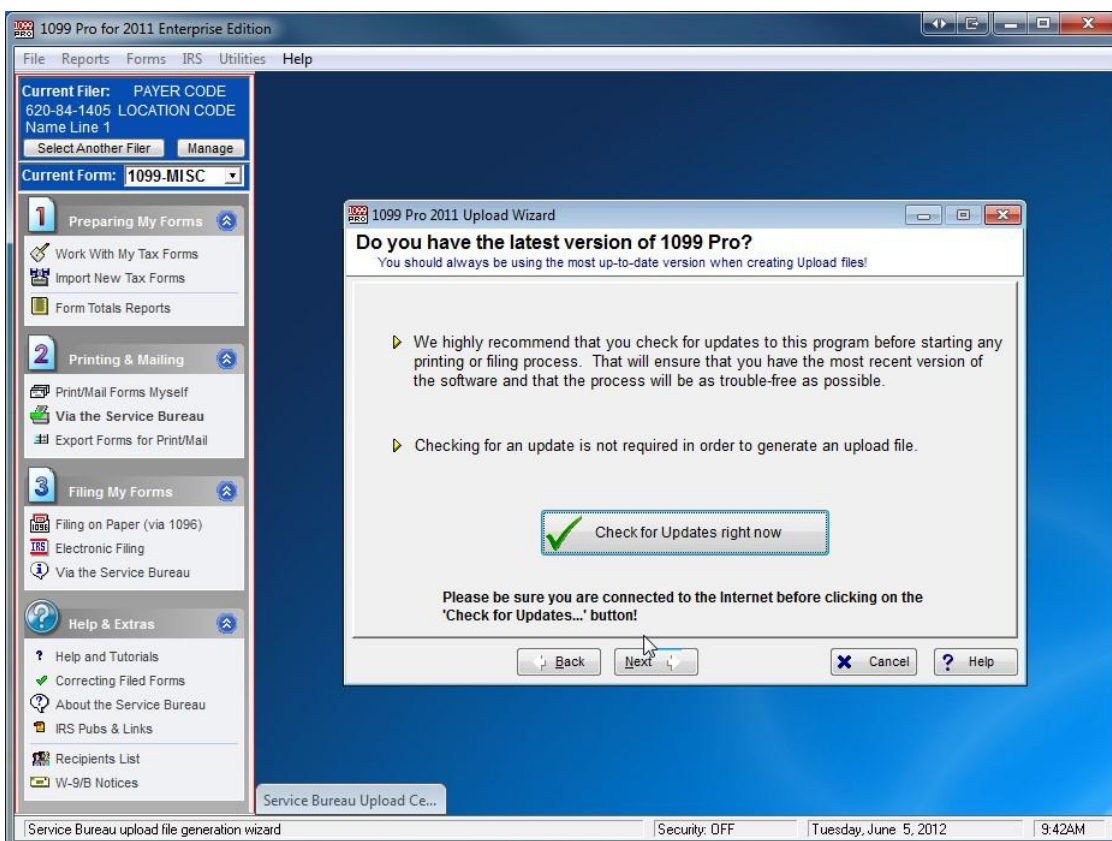 1099 Pro for 2011 Enterprise Edition
File Reports Forms IRS Utilities Help
Current Filer: PAYER CODE
620-84-1405 LOCATION CODE
Name Line 1
Select Another Filer Manage
Current Form: 1099-MISC
1 Preparing My Forms
Work With My Tax Forms
Import New Tax Forms
Form Totals Reports
2 Printing & Mailing
Print/Mail Forms Myself
Via the Service Bureau
Export Forms for Print/Mail
3 Filing My Forms
Filing on Paper (via 1096)
Electronic Filing
Via the Service Bureau
Help & Extras
Help and Tutorials
Correcting Filed Forms
About the Service Bureau
IRS Pubs & Links
Recipients List
W-9/B Notices
1099 Pro 2011 Upload Wizard
Do you have the latest version of 1099 Pro?
You should always be using the most up-to-date version when creating Upload files!
We highly recommend that you check for updates to this program before starting any
printing or filing process. That will ensure that you have the most recent version of
the software and that the process will be as trouble-free as possible.
Checking for an update is not required in order to generate an upload file.
Check for Updates right now
Please be sure you are connected to the Internet before clicking on the
'Check for Updates...' button!
Back Next Cancel ? Help
Service Bureau Upload Ce...
Service Bureau upload file generation wizard Security: OFF Tuesday, June 5, 2012 9:42AM